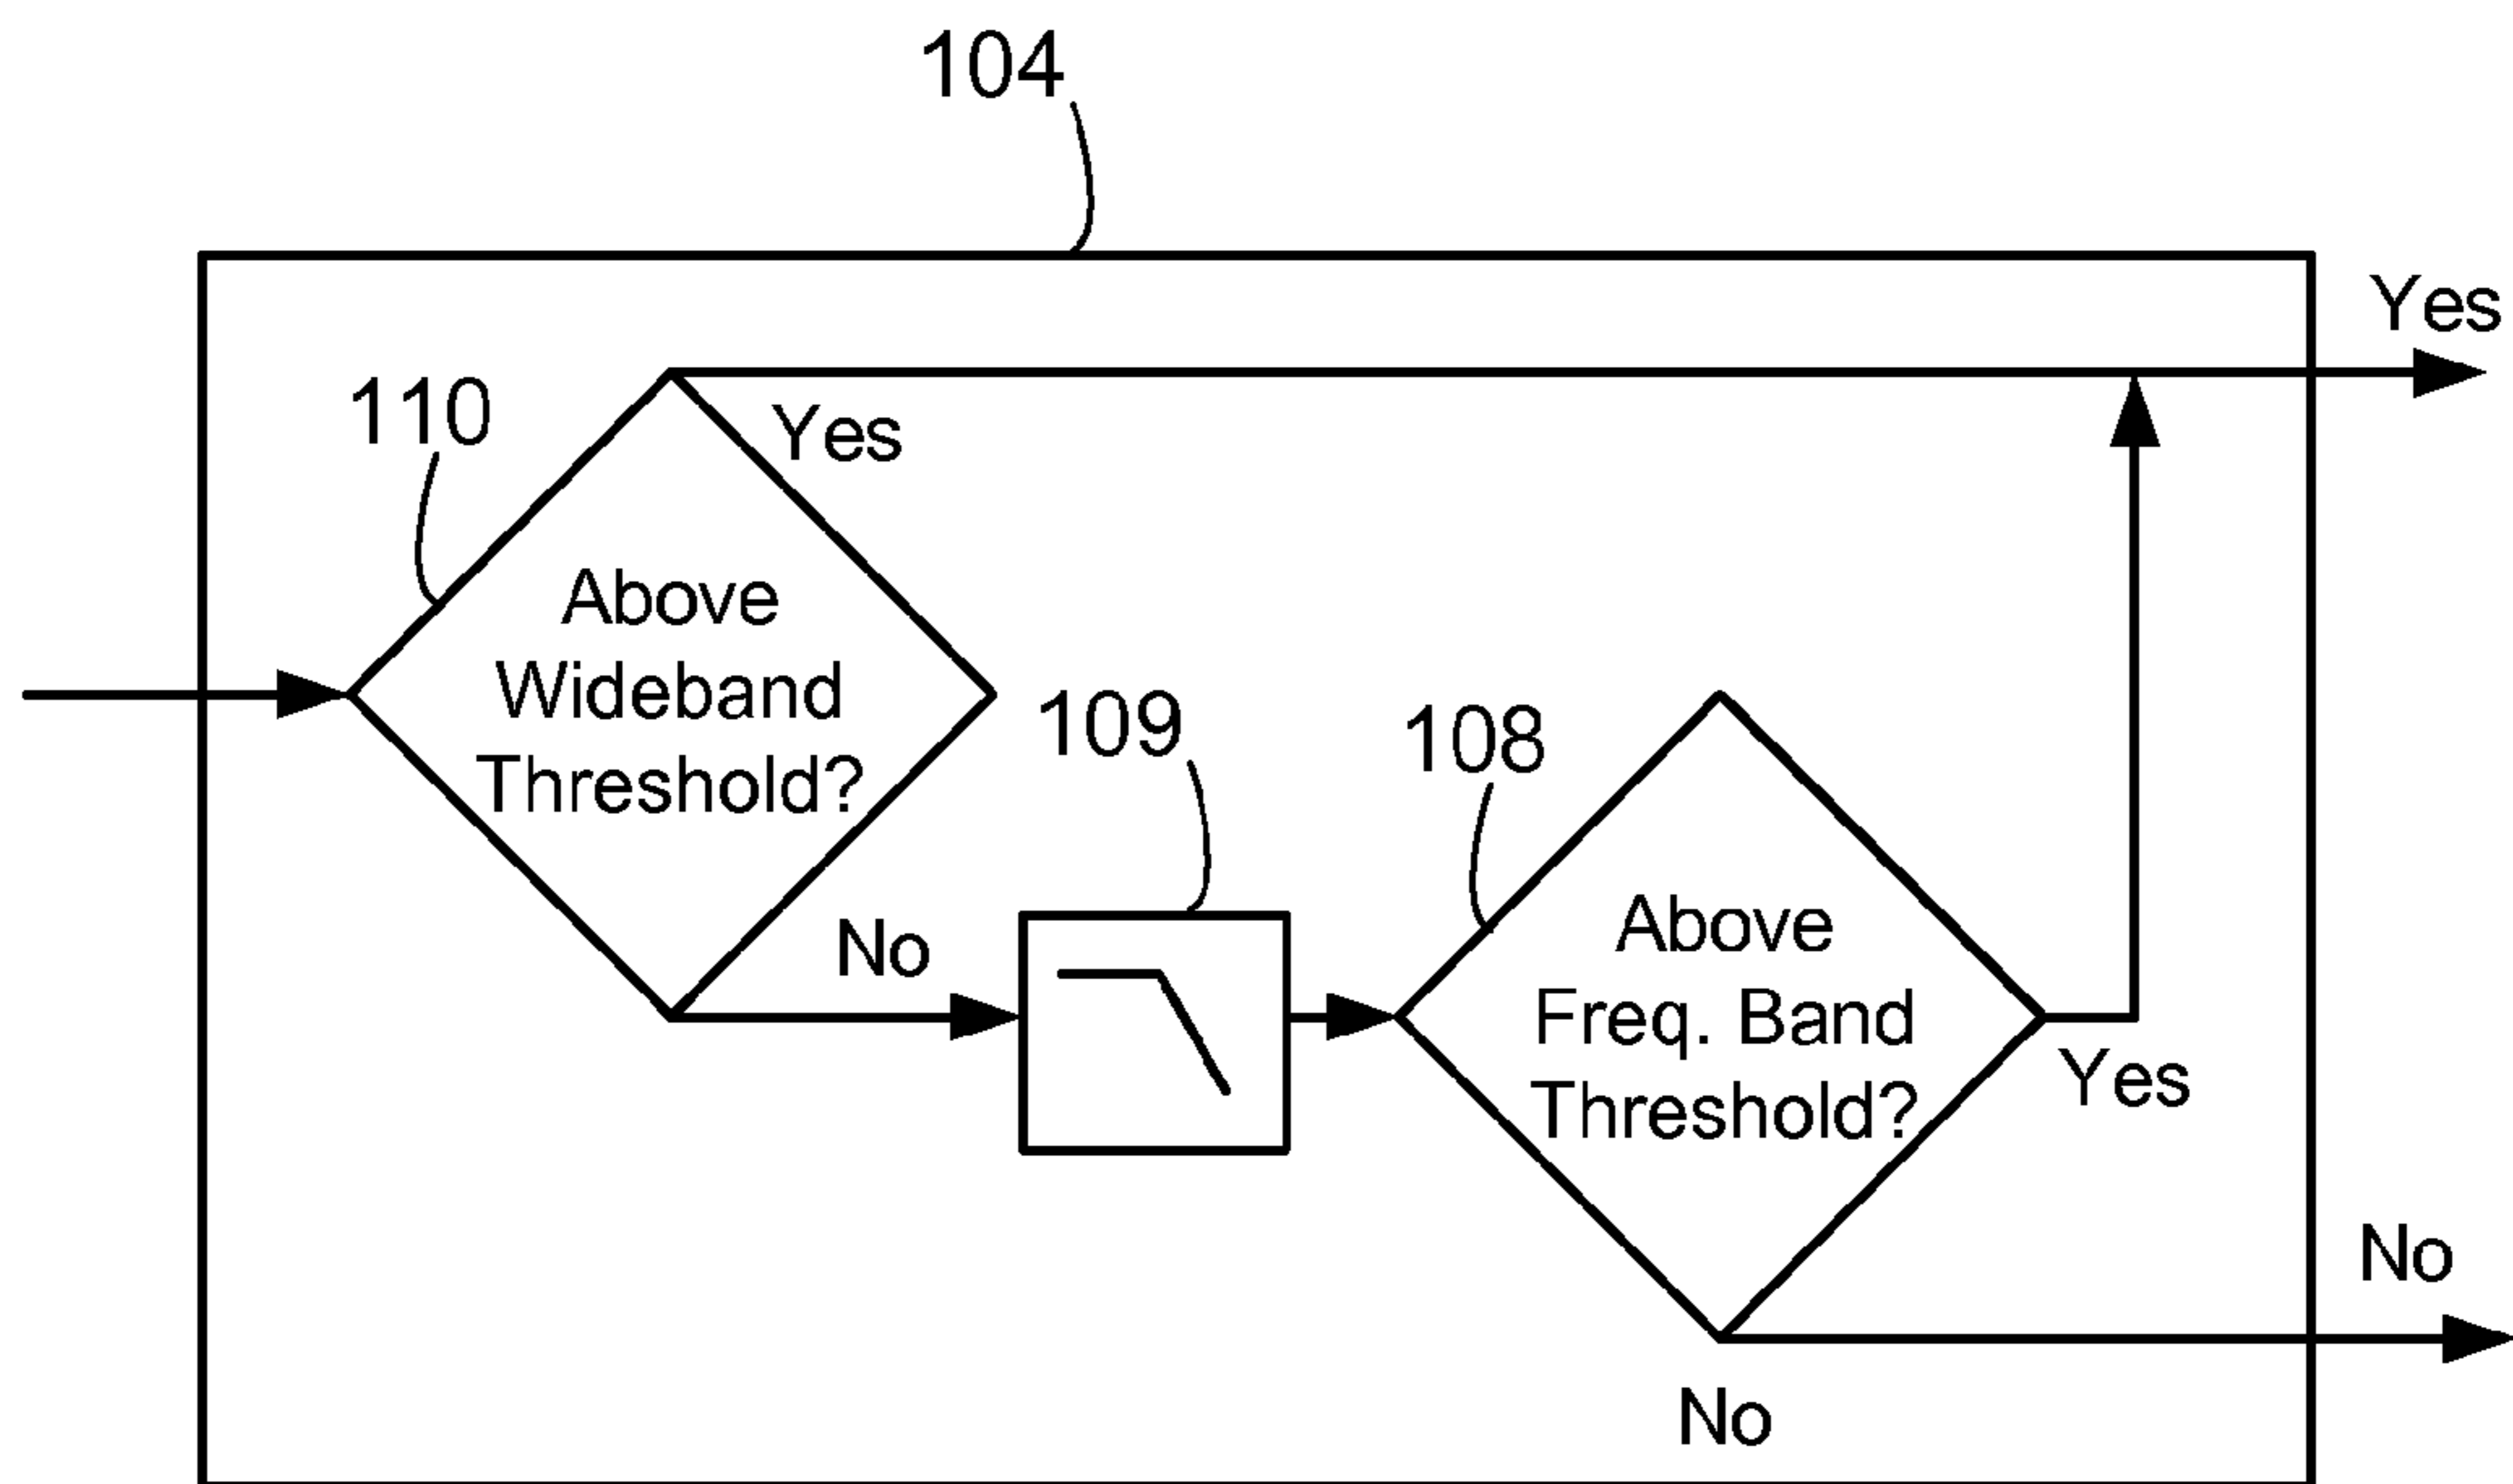 104
Yes
110
Yes
Above
Wideband
Threshold?
109
108
No
Above
Freq. Band
Threshold?
Yes
No
No